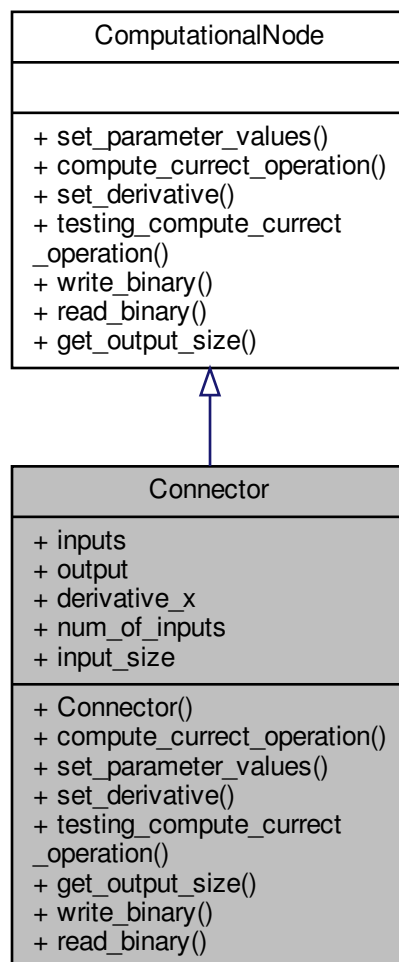 ComputationalNode
+ set_parameter_values()
+ compute_currect_operation()
+ set_derivative()
+ testing_compute_currect
_operation()
+ write_binary()
+ read_binary()
+ get_output_size()
Connector
+ inputs
+ output
+ derivative_x
+ num_of_inputs
+ input_size
+ Connector()
+ compute_currect_operation()
+ set_parameter_values()
+ set_derivative()
+ testing_compute_currect
_operation()
+ get_output_size()
+ write_binary()
+ read_binary()